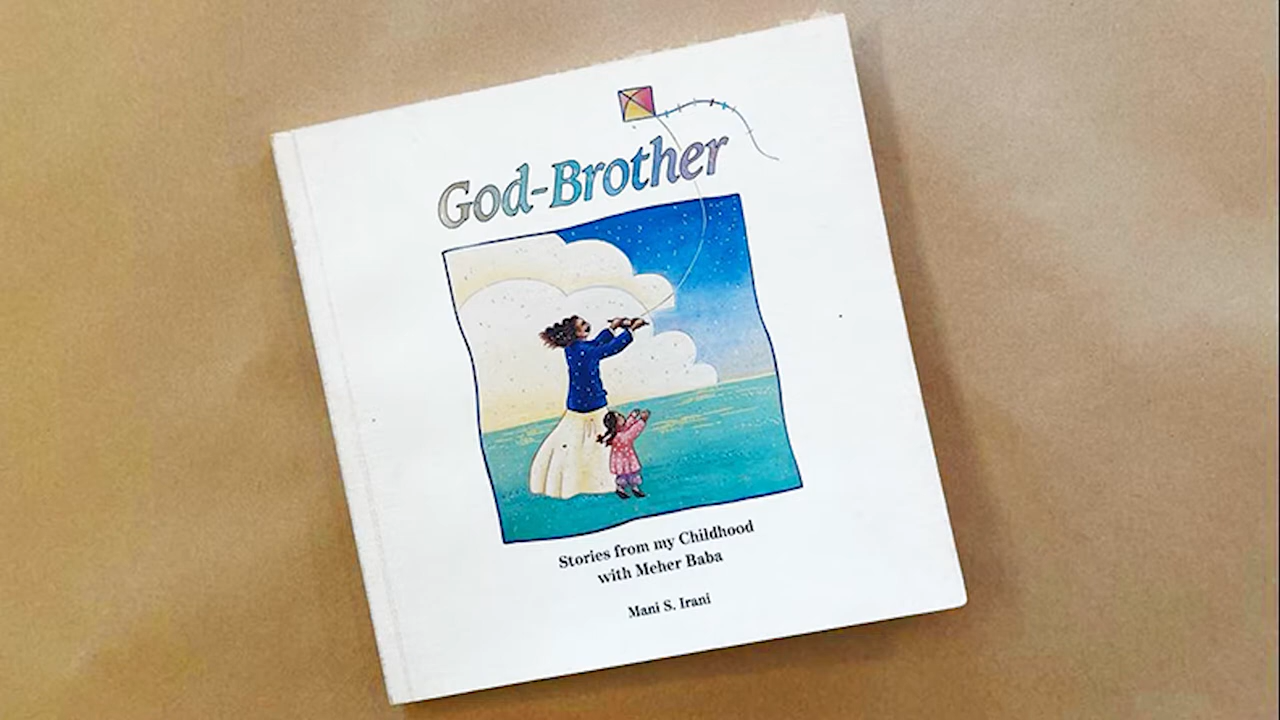 God-Brother
Stories from my Childhood
with Meher Baba
Mani S. Irani